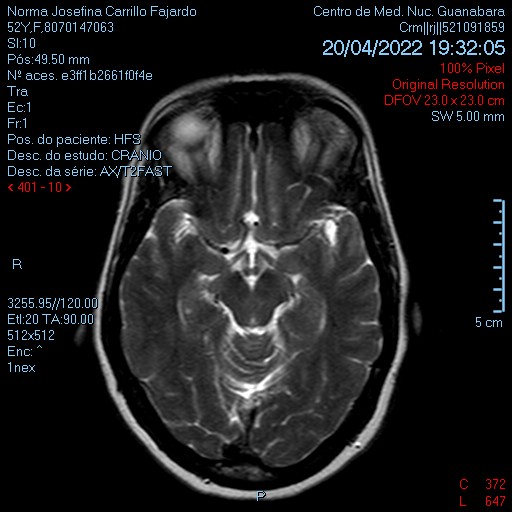 Norma Josefina Carrillo Fajardo
52Y,F,8070147063
Sl:10
Pós:49.50 mm
Nº aces. e3ff1b2661f0f4e
Tra
Ec:1
Fr:1
Pos. do paciente: HFS
Desc. do estudo: CRANIO
Desc. da série: AX/T2FAST
< 401 - 10 >
Centro de Med. Nuc. Guanabara
Crm||rj||521091859
20/04/2022 19:32:05
100% Pixel
Original Resolution
DFOV 23.0 x 23.0 cm
SW 5.00 mm
R
3255.95//120.00
Etl:20 TA:90.00
512x512
Enc: ^
1nex
5 cm
P
C 372
L 647